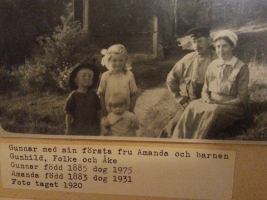 Gunnar med sin första fru Amanda och barnen
Gunhild, Folke och Åke
Gunnar född 1885 dog 1975
Amanda född 1883 dog 1931
Foto taget 1920